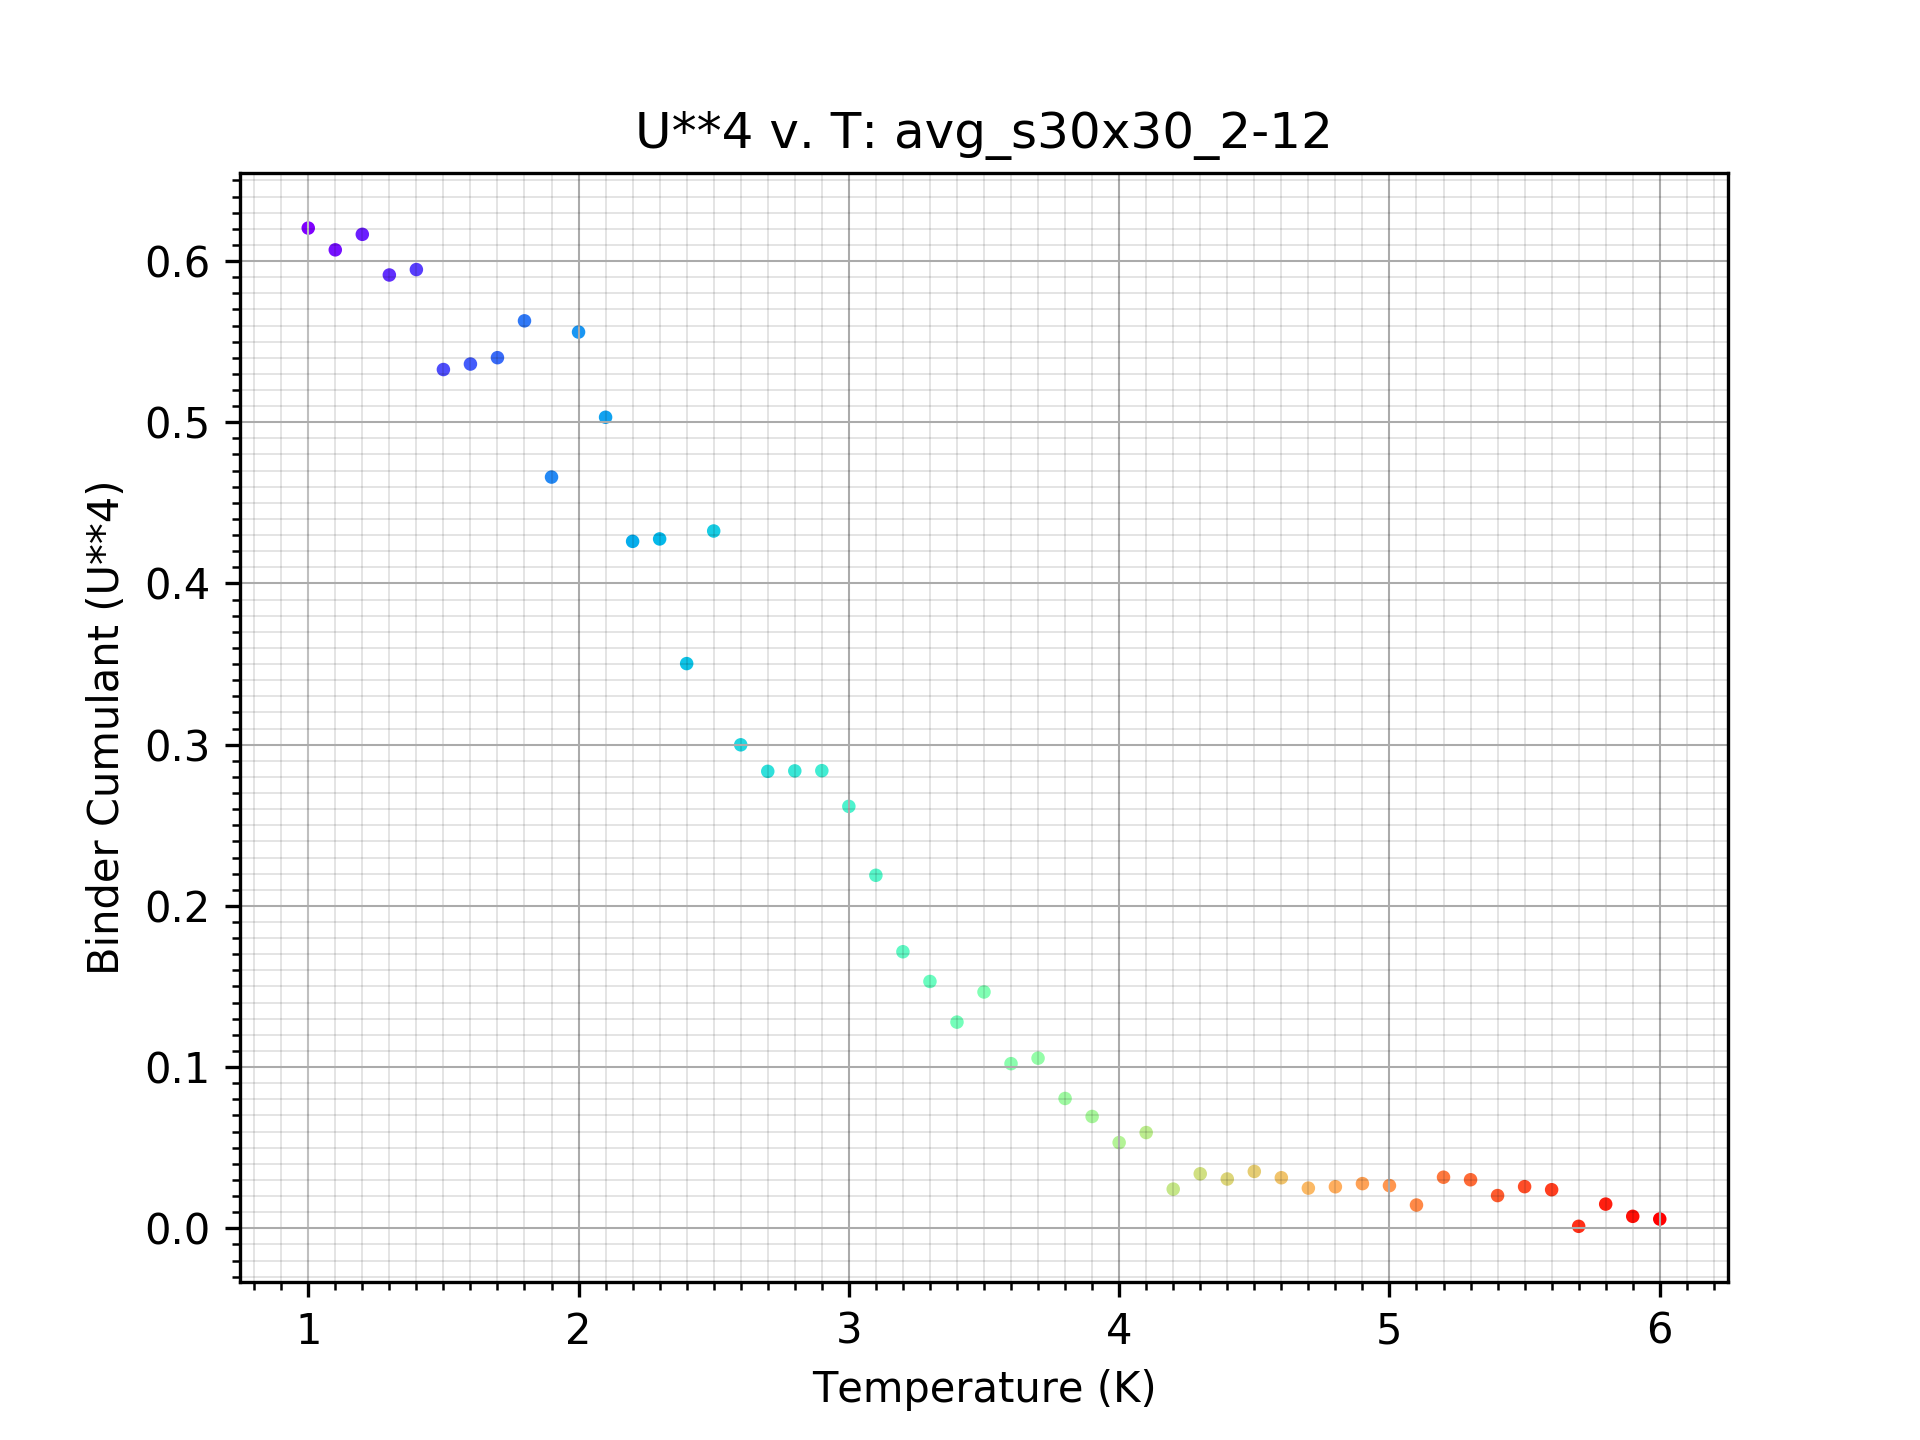 U**4 v. T: avg_s30x30_2-12
Binder Cumulant (U**4)
0.6
0.5
0.4
0.3
0.2
0.1
0.0
1 2 3 4 5 6
Temperature (K)